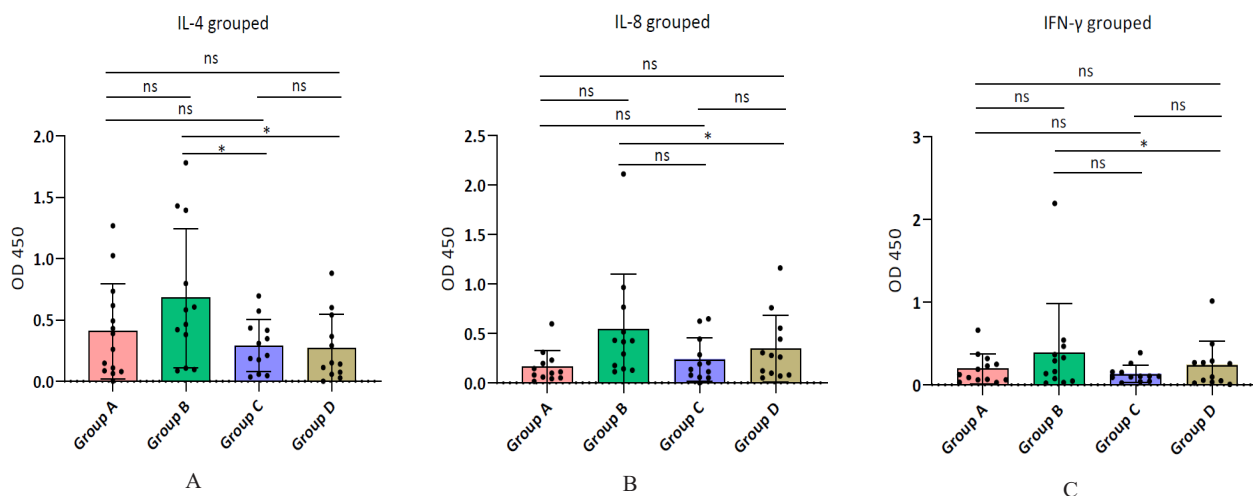 IL-4 grouped
ns
ns
ns
ns
*
*
OD 450
2.0
1.5
1.0
0.5
0.0
Group A
Group B
Group C
Group D
A
IL-8 grouped
ns
ns
ns
ns
*
ns
OD 450
2.5
2.0
1.5
1.0
0.5
0.0
Group A
Group B
Group C
Group D
B
IFN-γ grouped
ns
ns
ns
ns
*
ns
OD 450
3
2
1
0
Group A
Group B
Group C
Group D
C